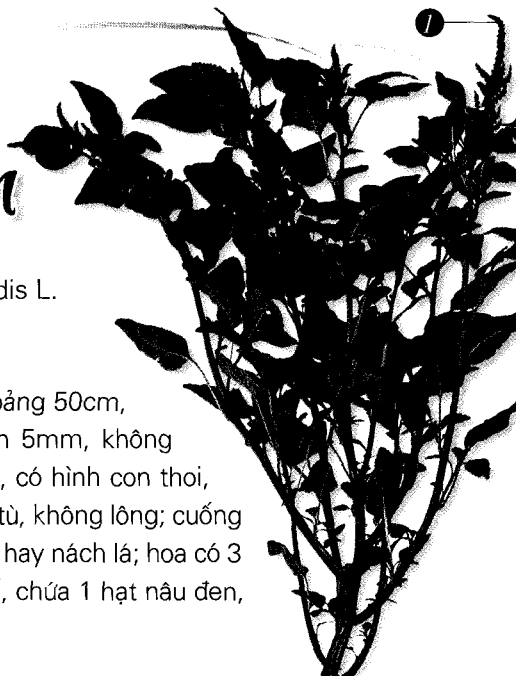 1
dis L.
ảng 50cm,
n 5mm, không
, có hình con thoi,
tù, không lông; cuống
hay nách lá; hoa có 3
, chứa 1 hạt nâu đen,